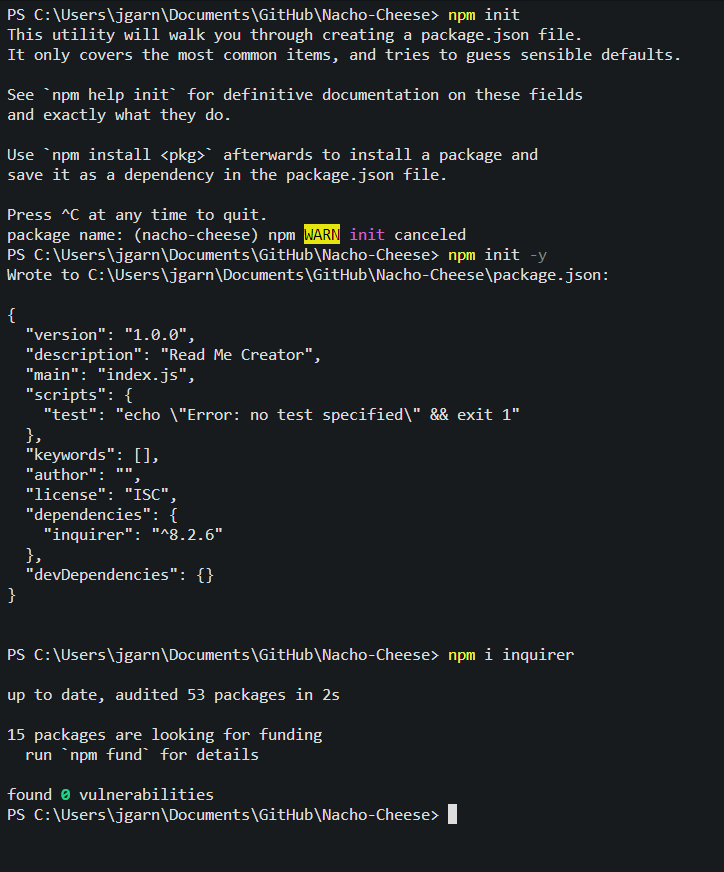 PS C:\Users\jgarn\Documents\GitHub\Nacho-Cheese> npm init
This utility will walk you through creating a package.json file.
It only covers the most common items, and tries to guess sensible defaults.

See `npm help init` for definitive documentation on these fields
and exactly what they do.

Use `npm install <pkg>` afterwards to install a package and
save it as a dependency in the package.json file.

Press ^C at any time to quit.
package name: (nacho-cheese) npm WARN init canceled
PS C:\Users\jgarn\Documents\GitHub\Nacho-Cheese> npm init -y
Wrote to C:\Users\jgarn\Documents\GitHub\Nacho-Cheese\package.json:

{
  "version": "1.0.0",
  "description": "Read Me Creator",
  "main": "index.js",
  "scripts": {
    "test": "echo \"Error: no test specified\" && exit 1"
  },
  "keywords": [],
  "author": "",
  "license": "ISC",
  "dependencies": {
    "inquirer": "^8.2.6"
  },
  "devDependencies": {}
}

PS C:\Users\jgarn\Documents\GitHub\Nacho-Cheese> npm i inquirer

up to date, audited 53 packages in 2s

15 packages are looking for funding
  run `npm fund` for details

found 0 vulnerabilities
PS C:\Users\jgarn\Documents\GitHub\Nacho-Cheese>